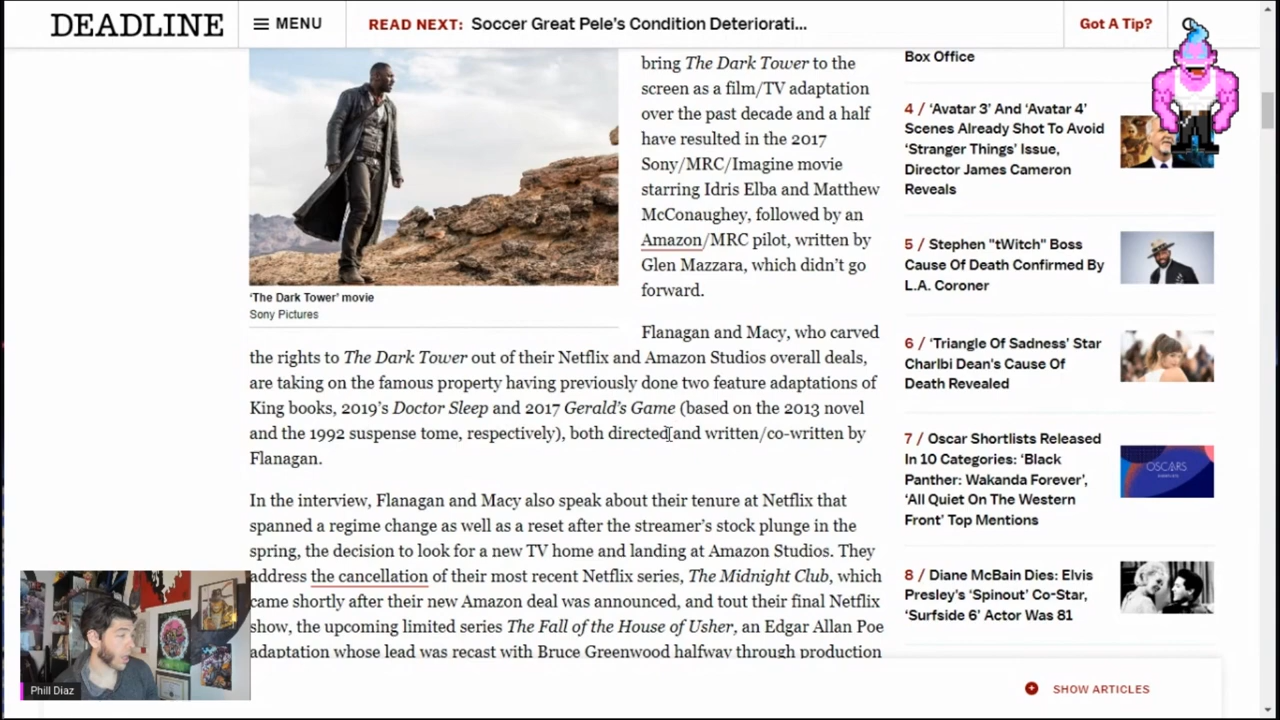 DEADLINE
MENU
READ NEXT: Soccer Great Pele's Condition Deteriorati...
Got A Tip?
bring The Dark Tower to the
screen as a film/TV adaptation
over the past decade and a half
have resulted in the 2017
Sony/MRC/Imagine movie
starring Idris Elba and Matthew
McConaughey, followed by an
Amazon/MRC pilot, written by
Glen Mazzara, which didn't go
forward.
'The Dark Tower' movie
Sony Pictures
Flanagan and Macy, who carved
the rights to The Dark Tower out of their Netflix and Amazon Studios overall deals,
are taking on the famous property having previously done two feature adaptations of
King books, 2019's Doctor Sleep and 2017 Gerald's Game (based on the 2013 novel
and the 1992 suspense tome, respectively), both directed and written/co-written by
Flanagan.
In the interview, Flanagan and Macy also speak about their tenure at Netflix that
spanned a regime change as well as a reset after the streamer's stock plunge in the
spring, the decision to look for a new TV home and landing at Amazon Studios. They
address the cancellation of their most recent Netflix series, The Midnight Club, which
came shortly after their new Amazon deal was announced, and tout their final Netflix
show, the upcoming limited series The Fall of the House of Usher, an Edgar Allan Poe
adaptation whose lead was recast with Bruce Greenwood halfway through production
Box Office
4 / 'Avatar 3' And 'Avatar 4'
Scenes Already Shot To Avoid
'Stranger Things' Issue,
Director James Cameron
Reveals
5 / Stephen "tWitch" Boss
Cause Of Death Confirmed By
L.A. Coroner
6 / 'Triangle Of Sadness' Star
Charlbi Dean's Cause Of
Death Revealed
7 / Oscar Shortlists Released
In 10 Categories: 'Black
Panther: Wakanda Forever',
'All Quiet On The Western
Front' Top Mentions
OSCARS
8 / Diane McBain Dies: Elvis
Presley's 'Spinout' Co-Star,
'Surfside 6' Actor Was 81
SHOW ARTICLES
Phill Diaz